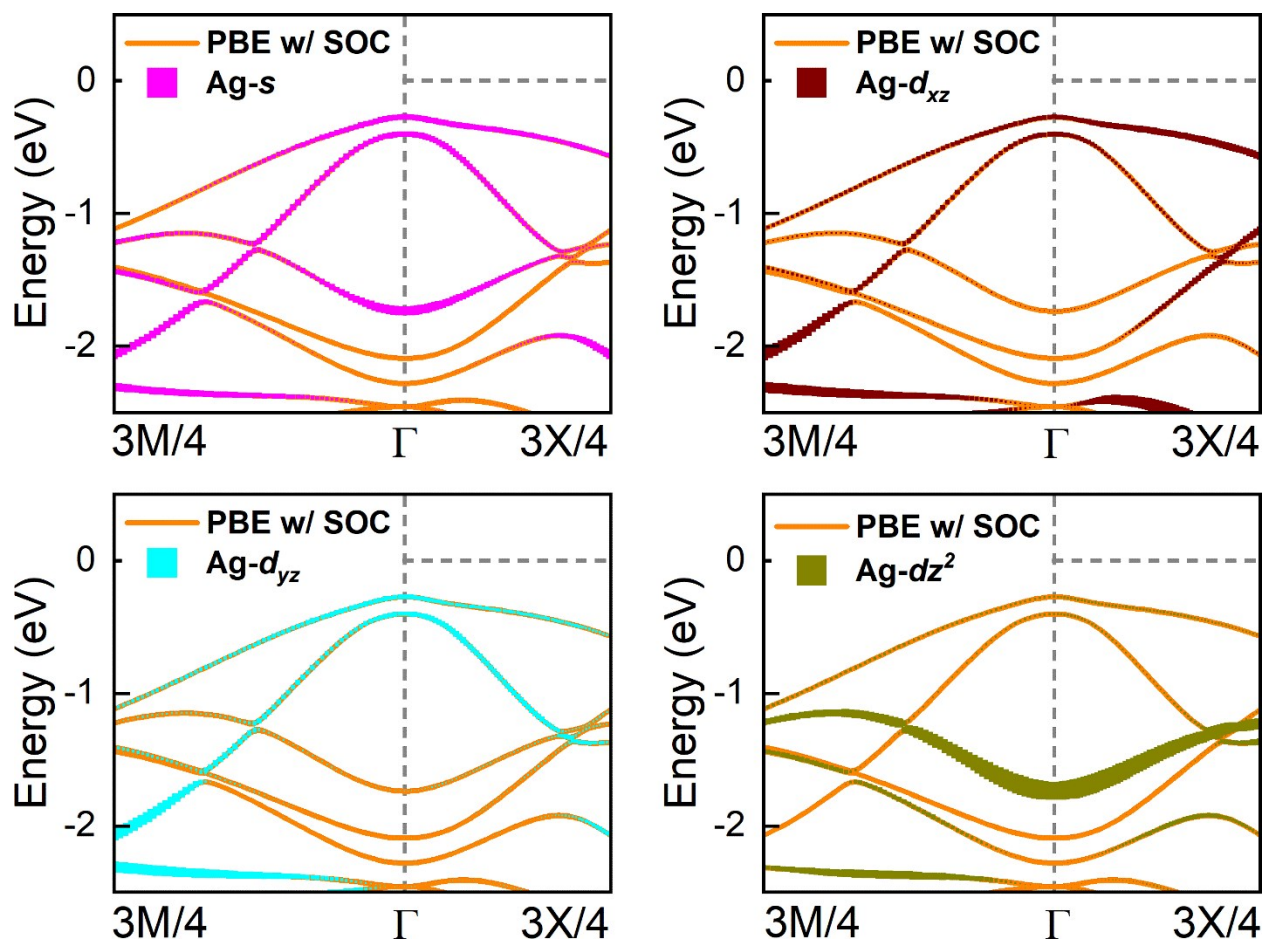 PBE w/ SOC
Ag-s
0
-1
-2
Energy (eV)
3M/4 Γ 3X/4
PBE w/ SOC
Ag-dxz
0
-1
-2
Energy (eV)
3M/4 Γ 3X/4
PBE w/ SOC
Ag-dyz
0
-1
-2
Energy (eV)
3M/4 Γ 3X/4
PBE w/ SOC
Ag-dz²
0
-1
-2
Energy (eV)
3M/4 Γ 3X/4